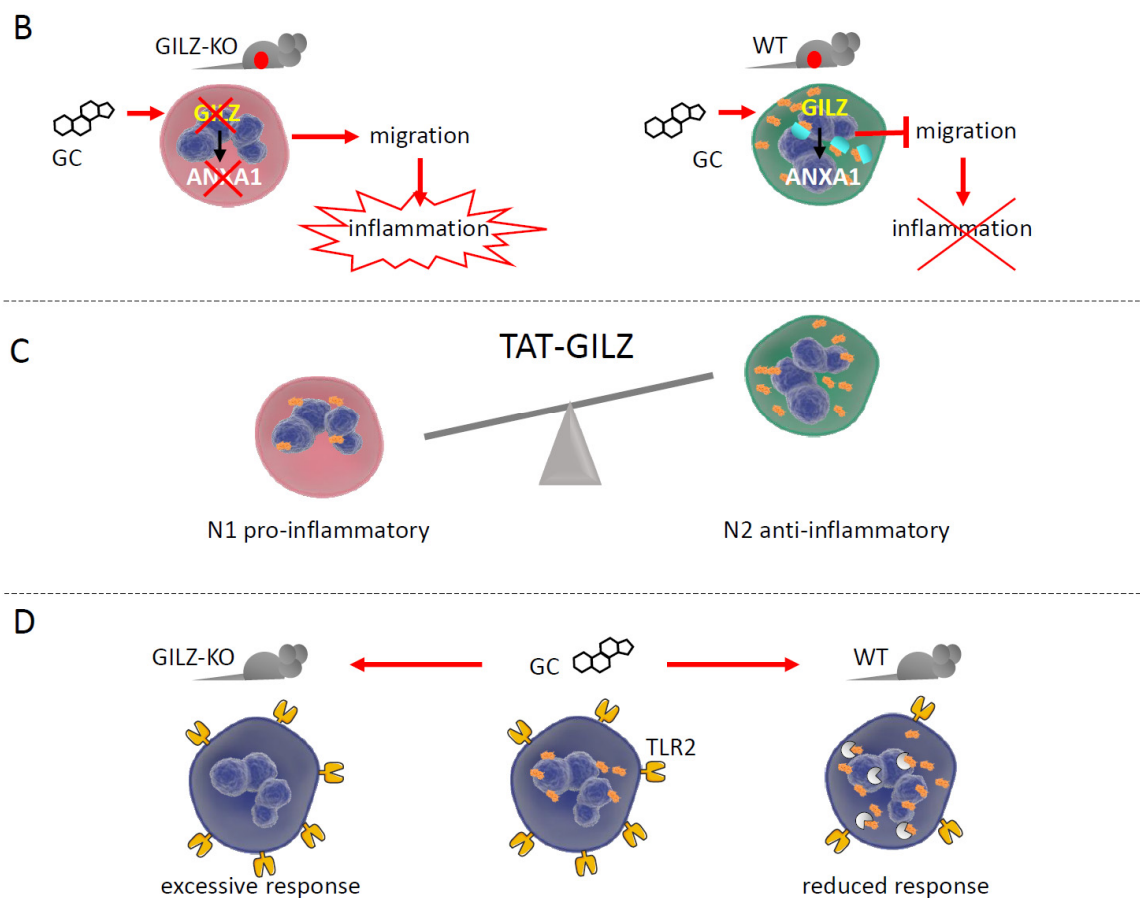 B
GILZ-KO
WT
GC
GILZ
ANXA1
migration
inflammation
GC
GILZ
ANXA1
migration
inflammation
C
TAT-GILZ
N1 pro-inflammatory
N2 anti-inflammatory
D
GILZ-KO
GC
WT
TLR2
excessive response
reduced response